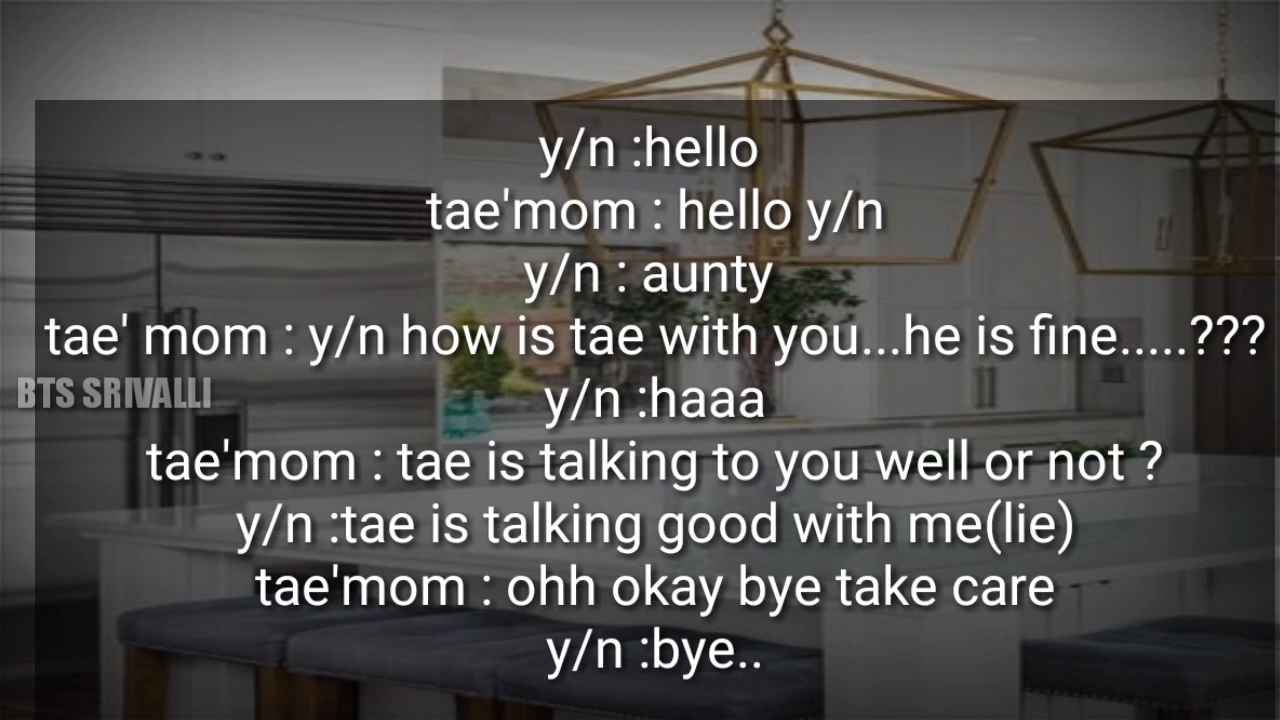 y/n :hello
tae'mom : hello y/n
y/n : aunty
tae' mom : y/n how is tae with you...he is fine.....???
BTS SRIVALLI
y/n :haaa
tae'mom : tae is talking to you well or not ?
y/n :tae is talking good with me(lie)
tae'mom : ohh okay bye take care
y/n :bye..